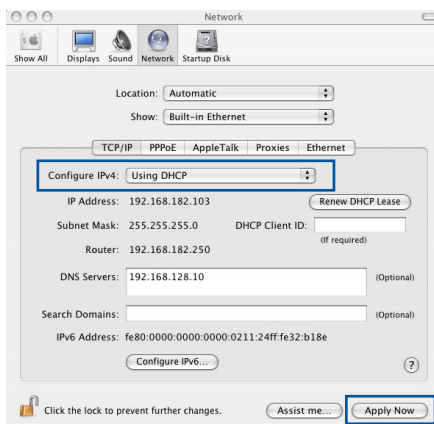 Network
Show All Displays Sound Network Startup Disk
Location: Automatic
Show: Built-in Ethernet
TCP/IP PPPoE AppleTalk Proxies Ethernet
Configure IPv4: Using DHCP
IP Address: 192.168.182.103 Renew DHCP Lease
Subnet Mask: 255.255.255.0 DHCP Client ID:
(If required)
Router: 192.168.182.250
DNS Servers: 192.168.128.10 (Optional)
Search Domains: (Optional)
IPv6 Address: fe80:0000:0000:0000:0211:24ff:fe32:b18e
Configure IPv6... ?
Click the lock to prevent further changes. Assist me... Apply Now